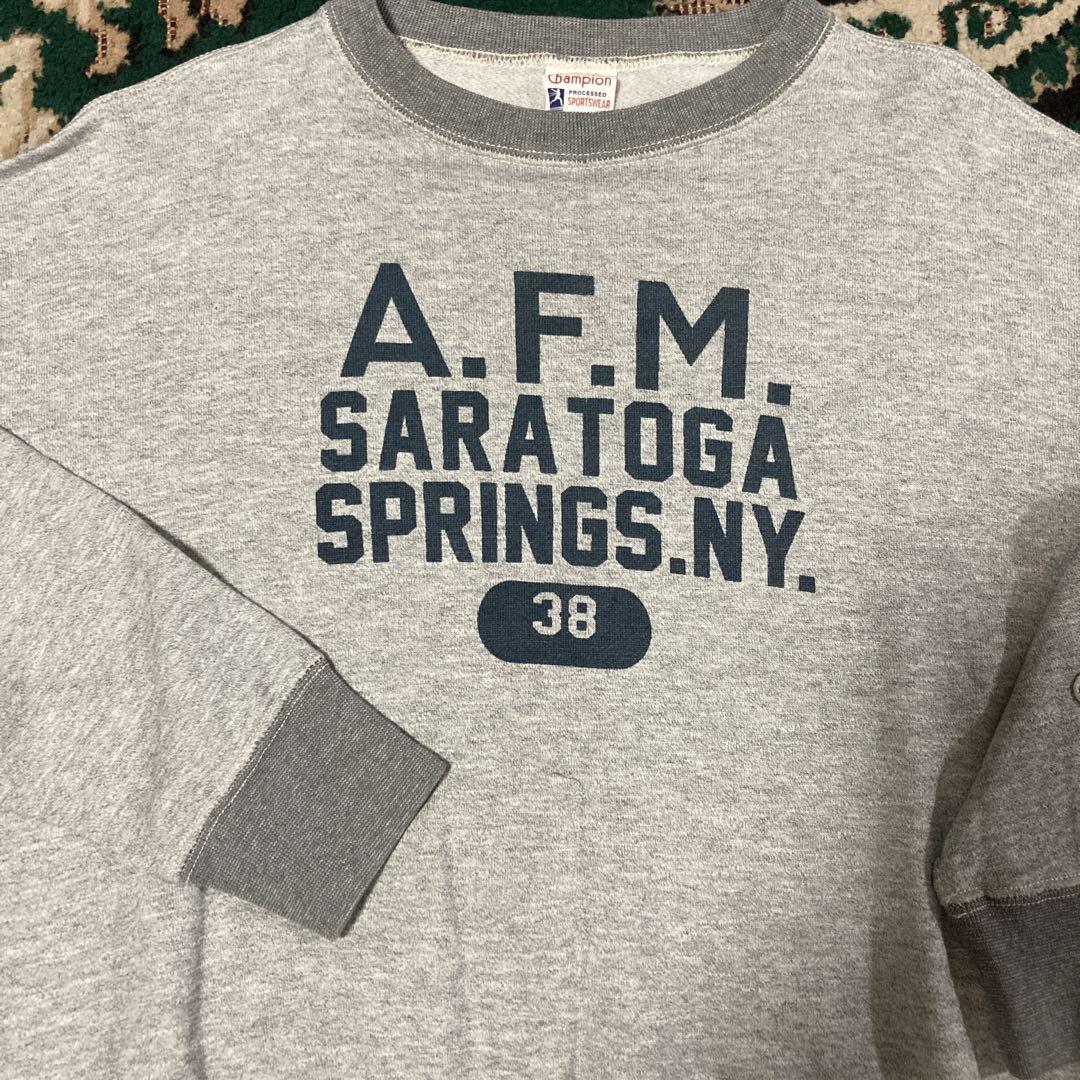 Champion
PROCESSED
SPORTSWEAR
A.F.M.
SARATOGA
SPRINGS.NY.
38